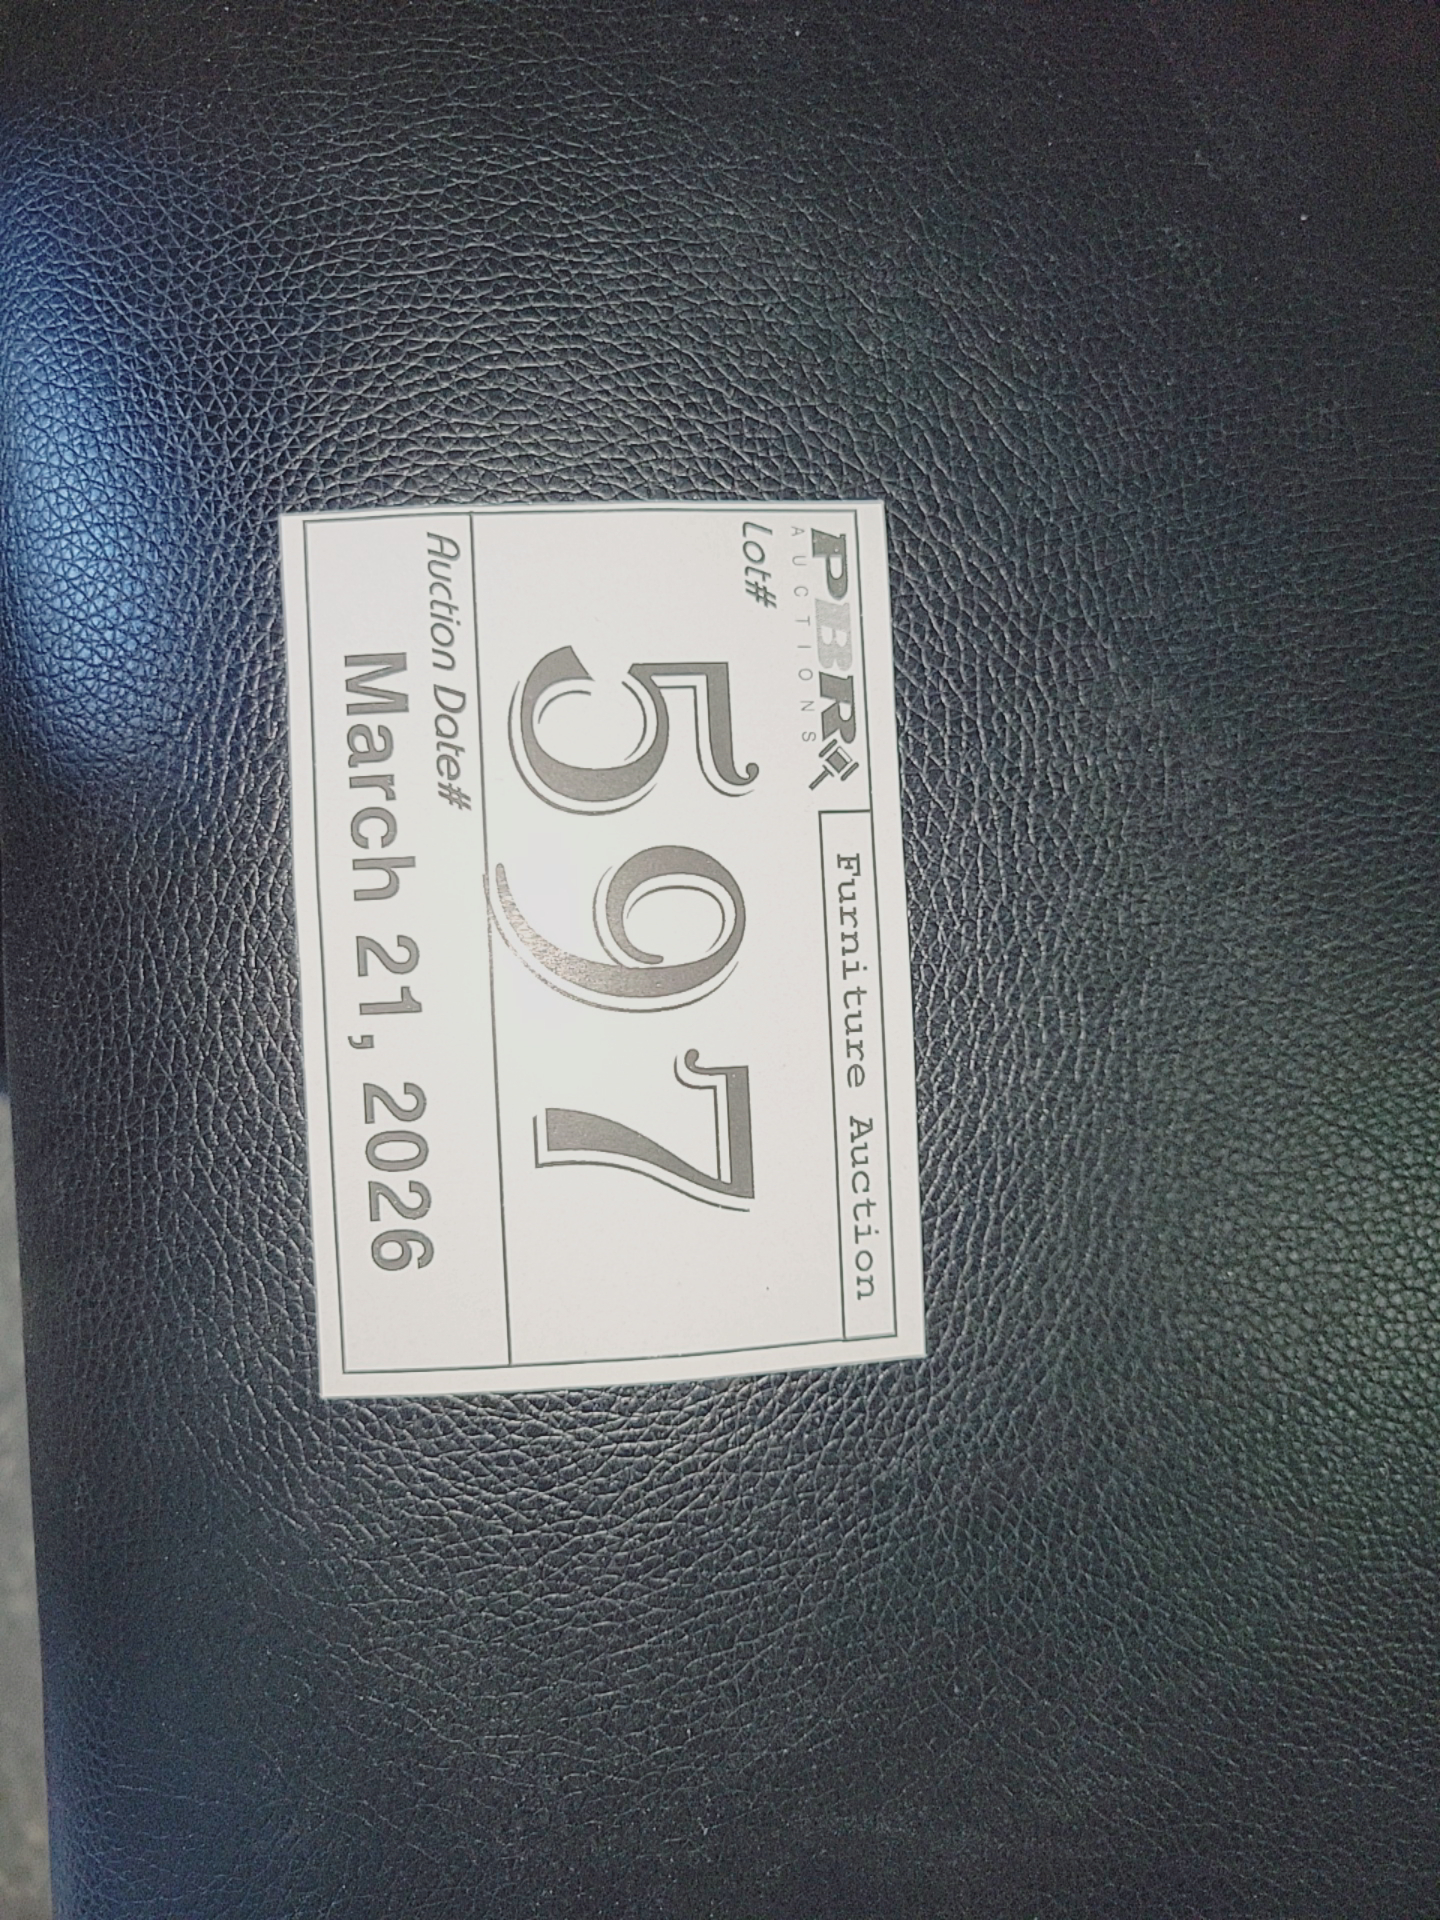 PBR
AUCTIONS
Furniture Auction
Lot#
597
Auction Date#
March 21, 2026